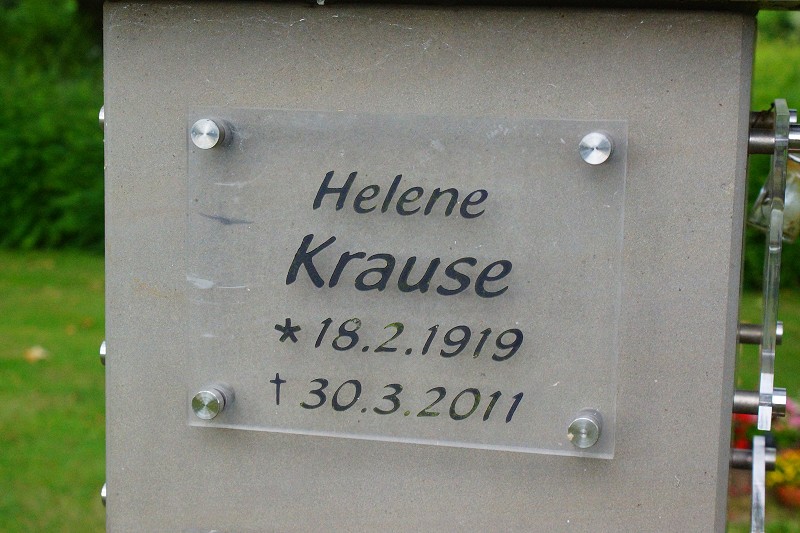 Helene
Krause
* 18.2.1919
† 30.3.2011